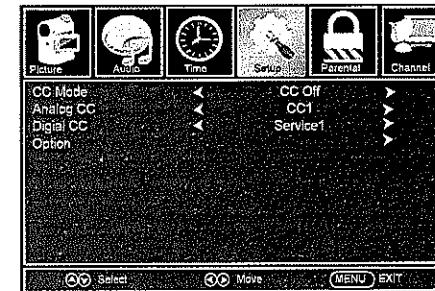 Picture Audio Time Setup Parental Channel
CC Mode CC Off
Analog CC CC1
Digial CC Service1
Option
Select Move MENU EXIT